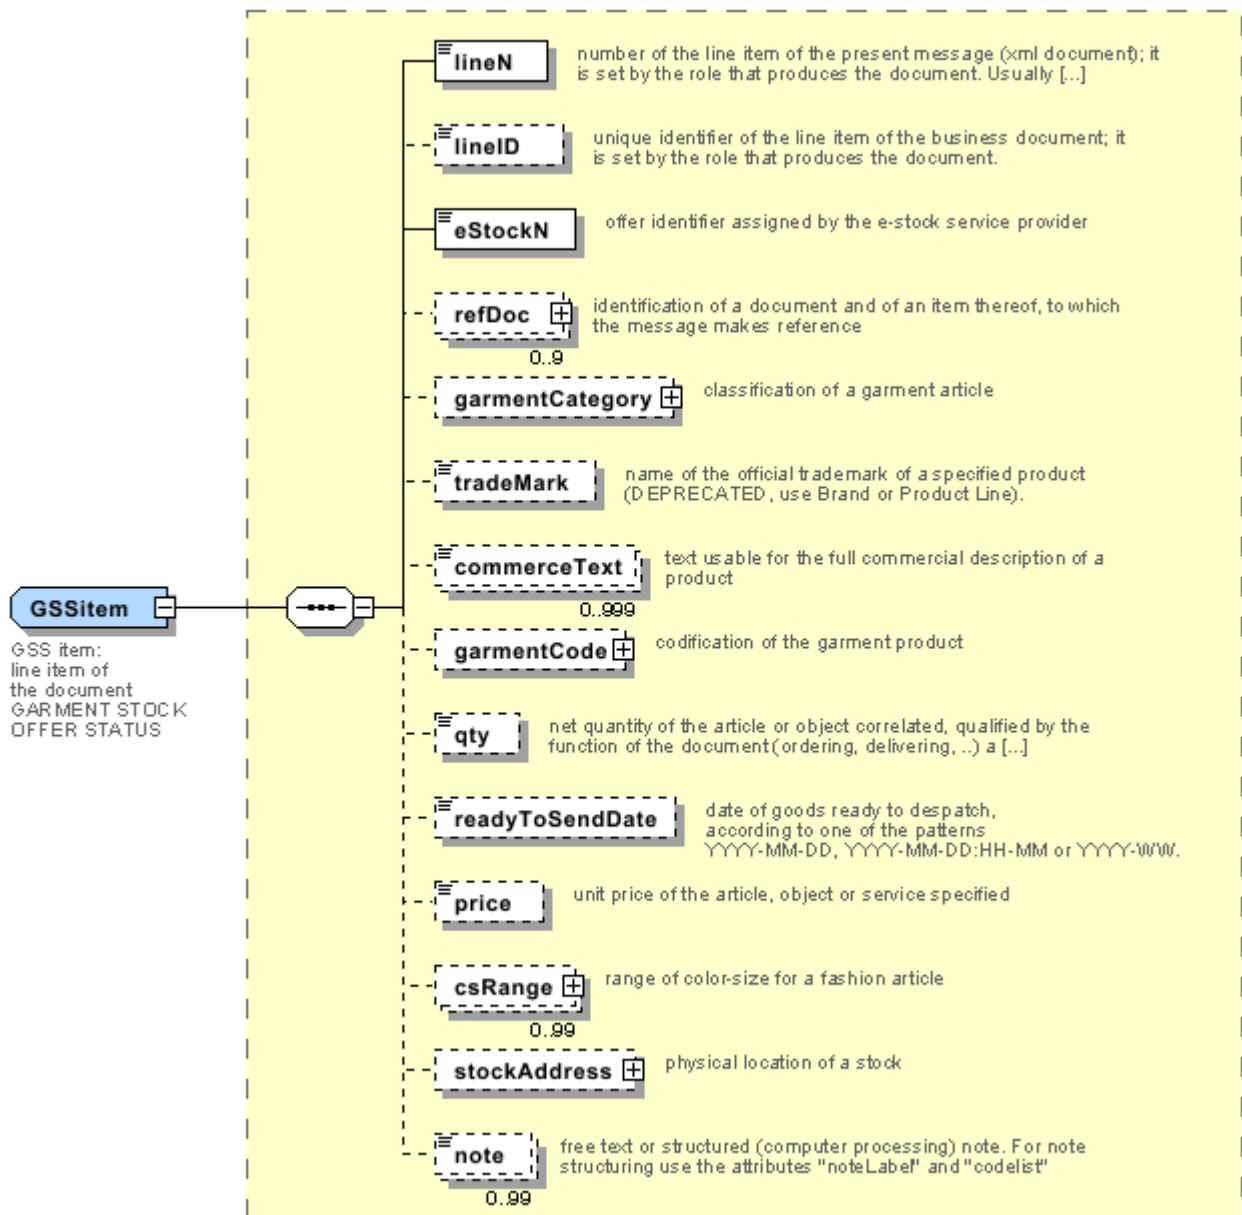 lineN
number of the line item of the present message (xml document); it
is set by the role that produces the document. Usually [...]
lineID
unique identifier of the line item of the business document; it
is set by the role that produces the document.
eStockN
offer identifier assigned by the e-stock service provider
refDoc
identification of a document and of an item thereof, to which
the message makes reference
0..9
garmentCategory
classification of a garment article
tradeMark
name of the official trademark of a specified product
(DEPRECATED, use Brand or Product Line).
commerceText
text usable for the full commercial description of a
product
0..999
GSSitem
GSS item:
line item of
the document
GARMENT STOCK
OFFER STATUS
garmentCode
codification of the garment product
qty
net quantity of the article or object correlated, qualified by the
function of the document (ordering, delivering, ..) a [...]
readyToSendDate
date of goods ready to despatch,
according to one of the patterns
YYYY-MM-DD, YYYY-MM-DD:HH-MM or YYYY-WW.
price
unit price of the article, object or service specified
csRange
range of color-size for a fashion article
0..99
stockAddress
physical location of a stock
note
free text or structured (computer processing) note. For note
structuring use the attributes "noteLabel" and "codelist"
0..99